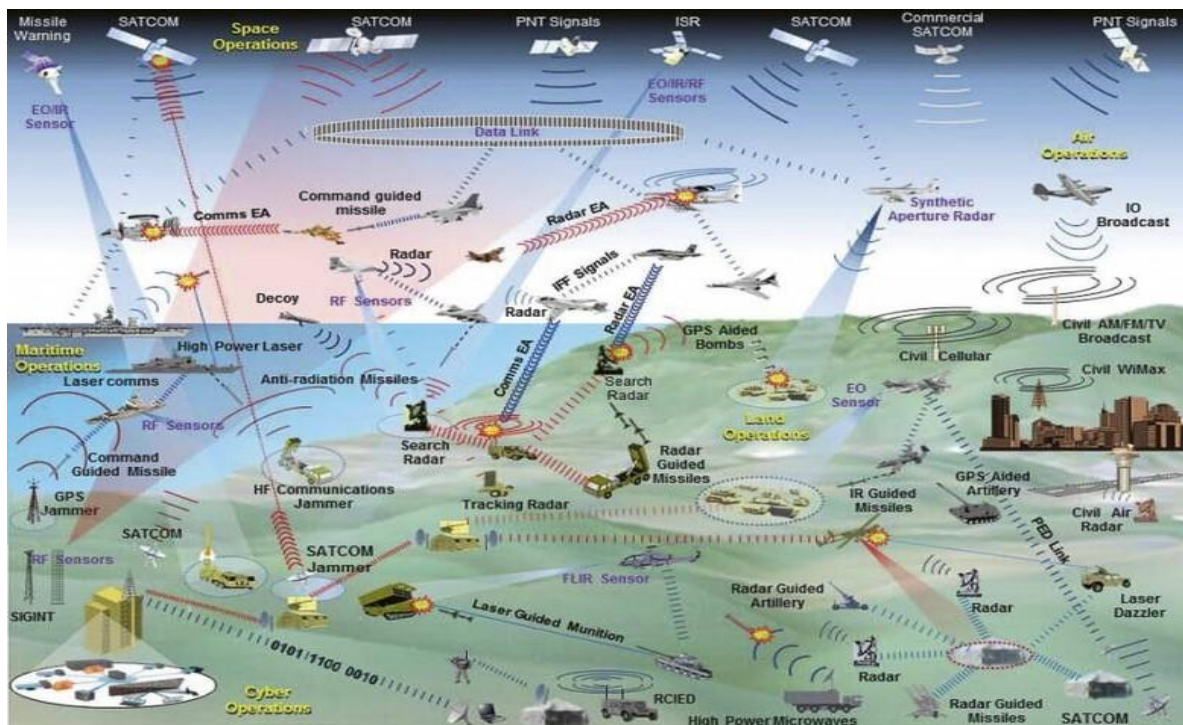 Missile
Warning
SATCOM
Space
Operations
SATCOM
PNT Signals
ISR
SATCOM
Commercial
SATCOM
PNT Signals
EO/IR
Sensor
EO/IR/RF
Sensors
Data Link
Air
Operations
Command guided
missile
Comms EA
Radar EA
Synthetic
Aperture Radar
IO
Broadcast
Radar
RF Sensors
IFF Signals
Decoy
Radar
Radar EA
GPS Aided
Bombs
Civil AM/FM/TV
Broadcast
Civil Cellular
Maritime
Operations
High Power Laser
Laser comms
Anti-radiation Missiles
Comms EA
Search
Radar
EO
Sensor
Civil WiMax
RF Sensors
Land
Operations
Command
Guided Missile
Search
Radar
Radar
Guided
Missiles
GPS
Jammer
HF Communications
Jammer
Tracking Radar
IR Guided
Missiles
GPS Aided
Artillery
Civil Air
Radar
SATCOM
PED Link
RF Sensors
SATCOM
Jammer
FLIR Sensor
SIGINT
Radar Guided
Artillery
Radar
Laser
Dazzler
Laser Guided Munition
0101/1100 0010
Radar
Cyber
Operations
RCIED
High Power Microwaves
Radar Guided
Missiles
SATCOM